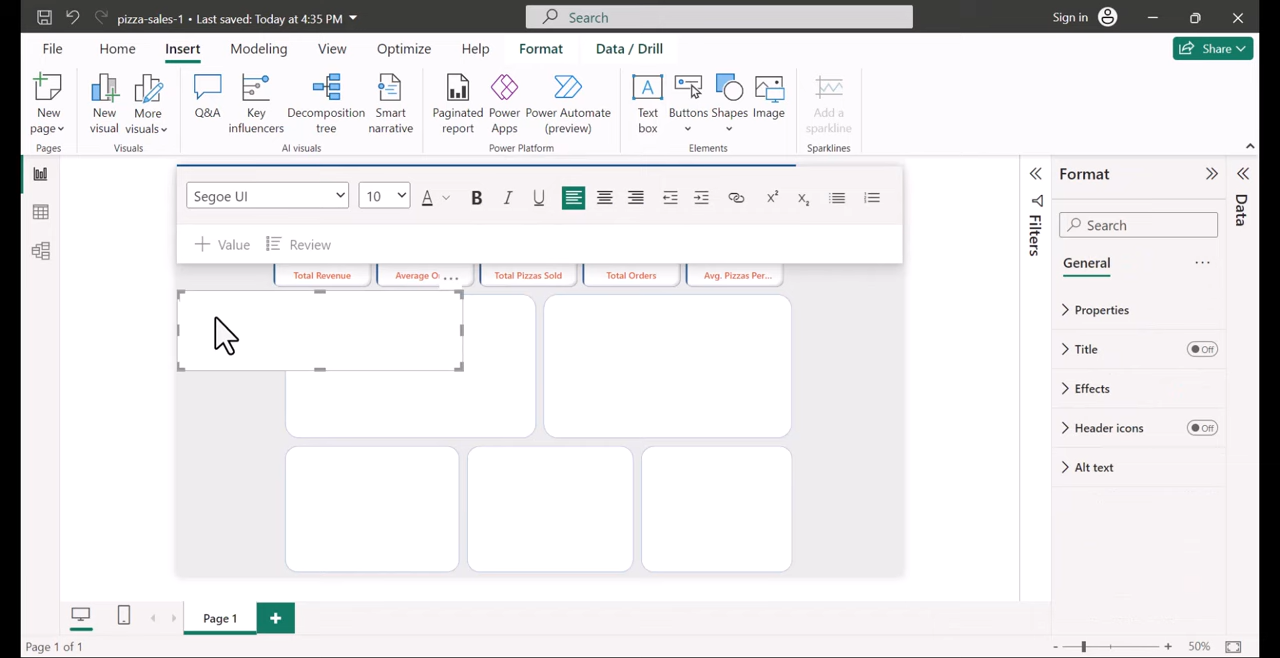 pizza-sales-1 • Last saved: Today at 4:35 PM
Search
Sign in
File Home Insert Modeling View Optimize Help Format Data / Drill
Share
New page
New visual
More visuals
Q&A
Key influencers
Decomposition tree
Smart narrative
Paginated report
Power Apps
Power Automate (preview)
Text box
Buttons
Shapes
Image
Add a sparkline
Pages
Visuals
AI visuals
Power Platform
Elements
Sparklines
Segoe UI 10 A B I U
Value Review
Total Revenue
Average O...
Total Pizzas Sold
Total Orders
Avg. Pizzas Per...
Filters
Format
Search
General
Properties
Title Off
Effects
Header icons Off
Alt text
Data
Page 1
Page 1 of 1
- + 50%